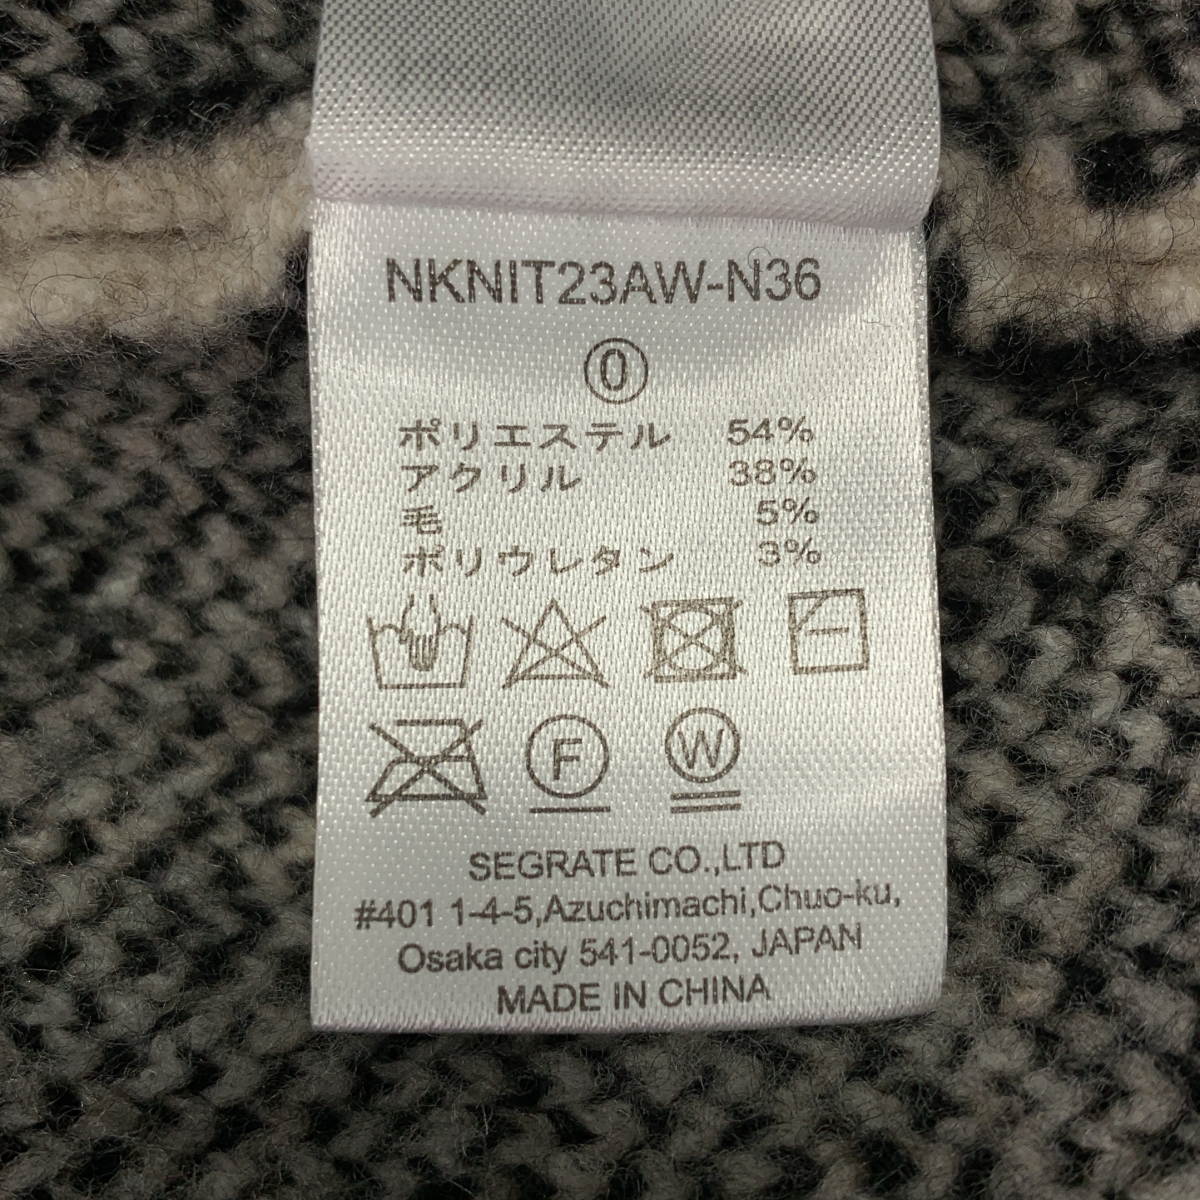 NKNIT23AW-N36
⓪
ポリエステル 54%
アクリル 38%
毛 5%
ポリウレタン 3%
F W
SEGRATE CO.,LTD
#401 1-4-5,Azuchimachi,Chuo-ku,
Osaka city 541-0052, JAPAN
MADE IN CHINA